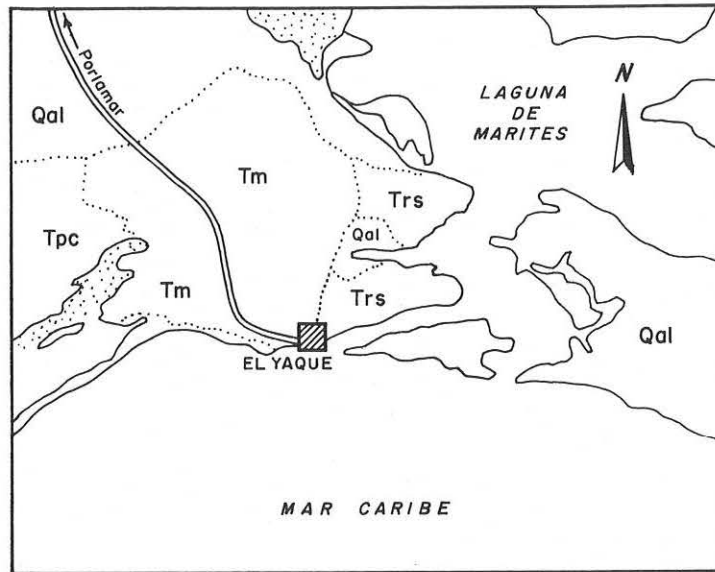 Porlamar
LAGUNA
DE
MARITES
N
Qal
Tm
Trs
Qal
Tpc
Tm
Trs
Qal
EL YAQUE
MAR CARIBE